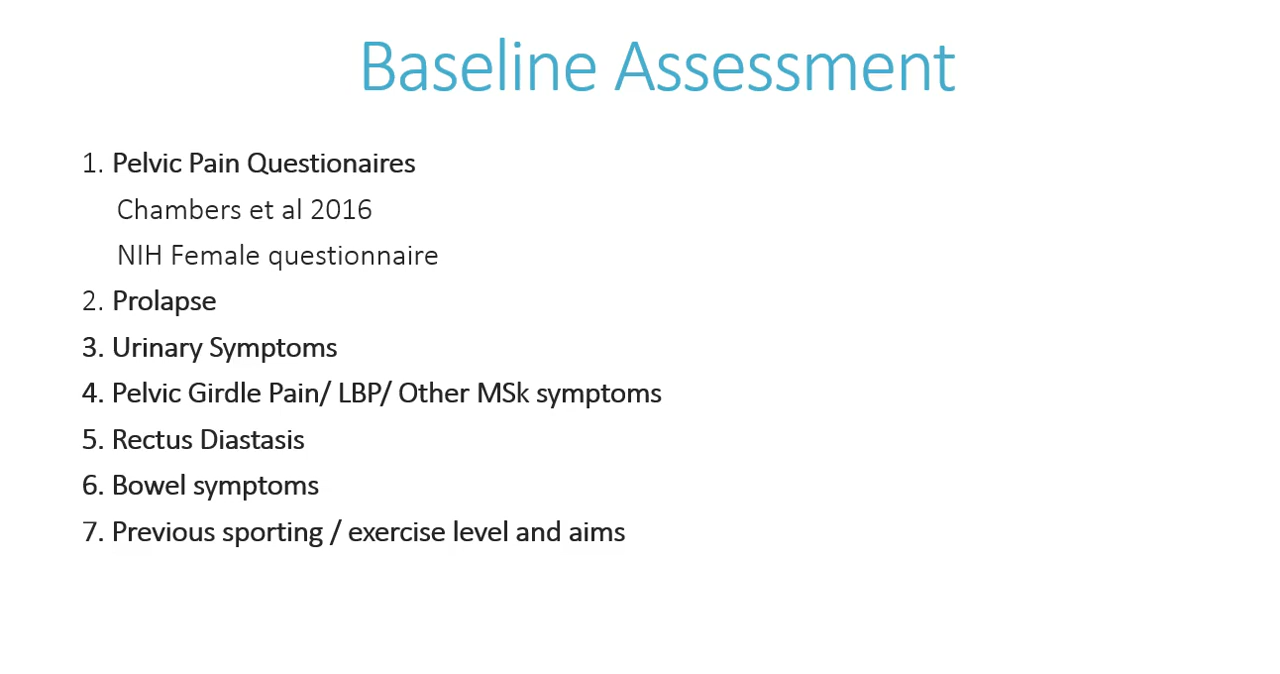 Baseline Assessment
1. Pelvic Pain Questionaires
Chambers et al 2016
NIH Female questionnaire
2. Prolapse
3. Urinary Symptoms
4. Pelvic Girdle Pain/ LBP/ Other MSk symptoms
5. Rectus Diastasis
6. Bowel symptoms
7. Previous sporting / exercise level and aims